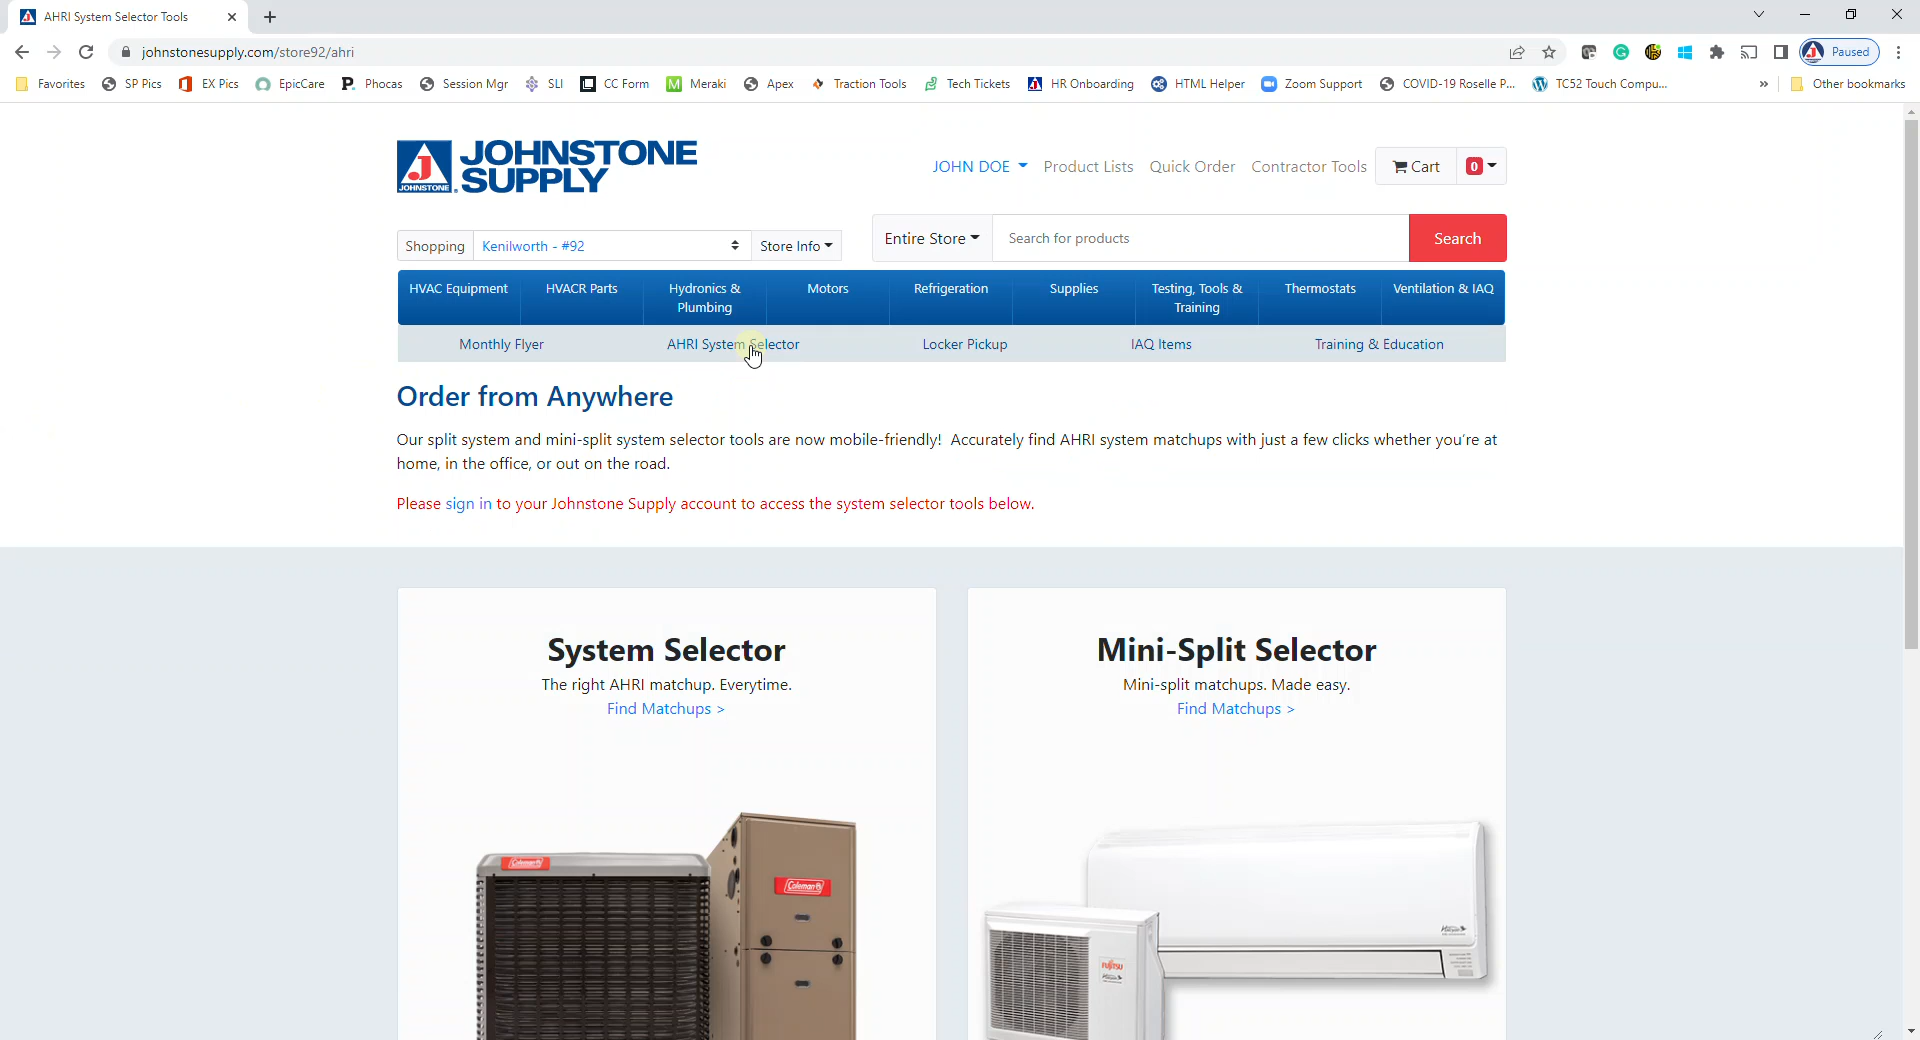 AHRI System Selector Tools
johnstonesupply.com/store92/ahri
Paused
Favorites SP Pics EX Pics EpicCare Phocas Session Mgr SLI CC Form Meraki Apex Traction Tools Tech Tickets HR Onboarding HTML Helper Zoom Support COVID-19 Roselle P... TC52 Touch Compu... » Other bookmarks
JOHNSTONE
SUPPLY
J
JOHNSTONE
JOHN DOE Product Lists Quick Order Contractor Tools Cart 0
Shopping Kenilworth - #92 Store Info
Entire Store Search for products Search
HVAC Equipment HVACR Parts Hydronics & Plumbing Motors Refrigeration Supplies Testing, Tools & Training Thermostats Ventilation & IAQ
Monthly Flyer AHRI System Selector Locker Pickup IAQ Items Training & Education
Order from Anywhere
Our split system and mini-split system selector tools are now mobile-friendly! Accurately find AHRI system matchups with just a few clicks whether you're at
home, in the office, or out on the road.
Please sign in to your Johnstone Supply account to access the system selector tools below.
System Selector
The right AHRI matchup. Everytime.
Find Matchups >
Mini-Split Selector
Mini-split matchups. Made easy.
Find Matchups >
Coleman
Coleman
FUJITSU